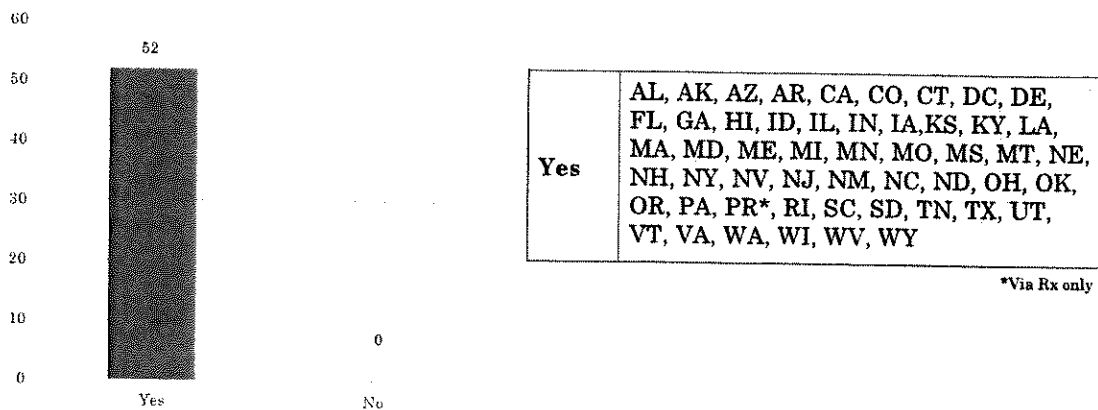 60
52
50
40
30
20
10
0
0
Yes
No
Yes
AL, AK, AZ, AR, CA, CO, CT, DC, DE,
FL, GA, HI, ID, IL, IN, IA,KS, KY, LA,
MA, MD, ME, MI, MN, MO, MS, MT, NE,
NH, NY, NV, NJ, NM, NC, ND, OH, OK,
OR, PA, PR*, RI, SC, SD, TN, TX, UT,
VT, VA, WA, WI, WV, WY
*Via Rx only